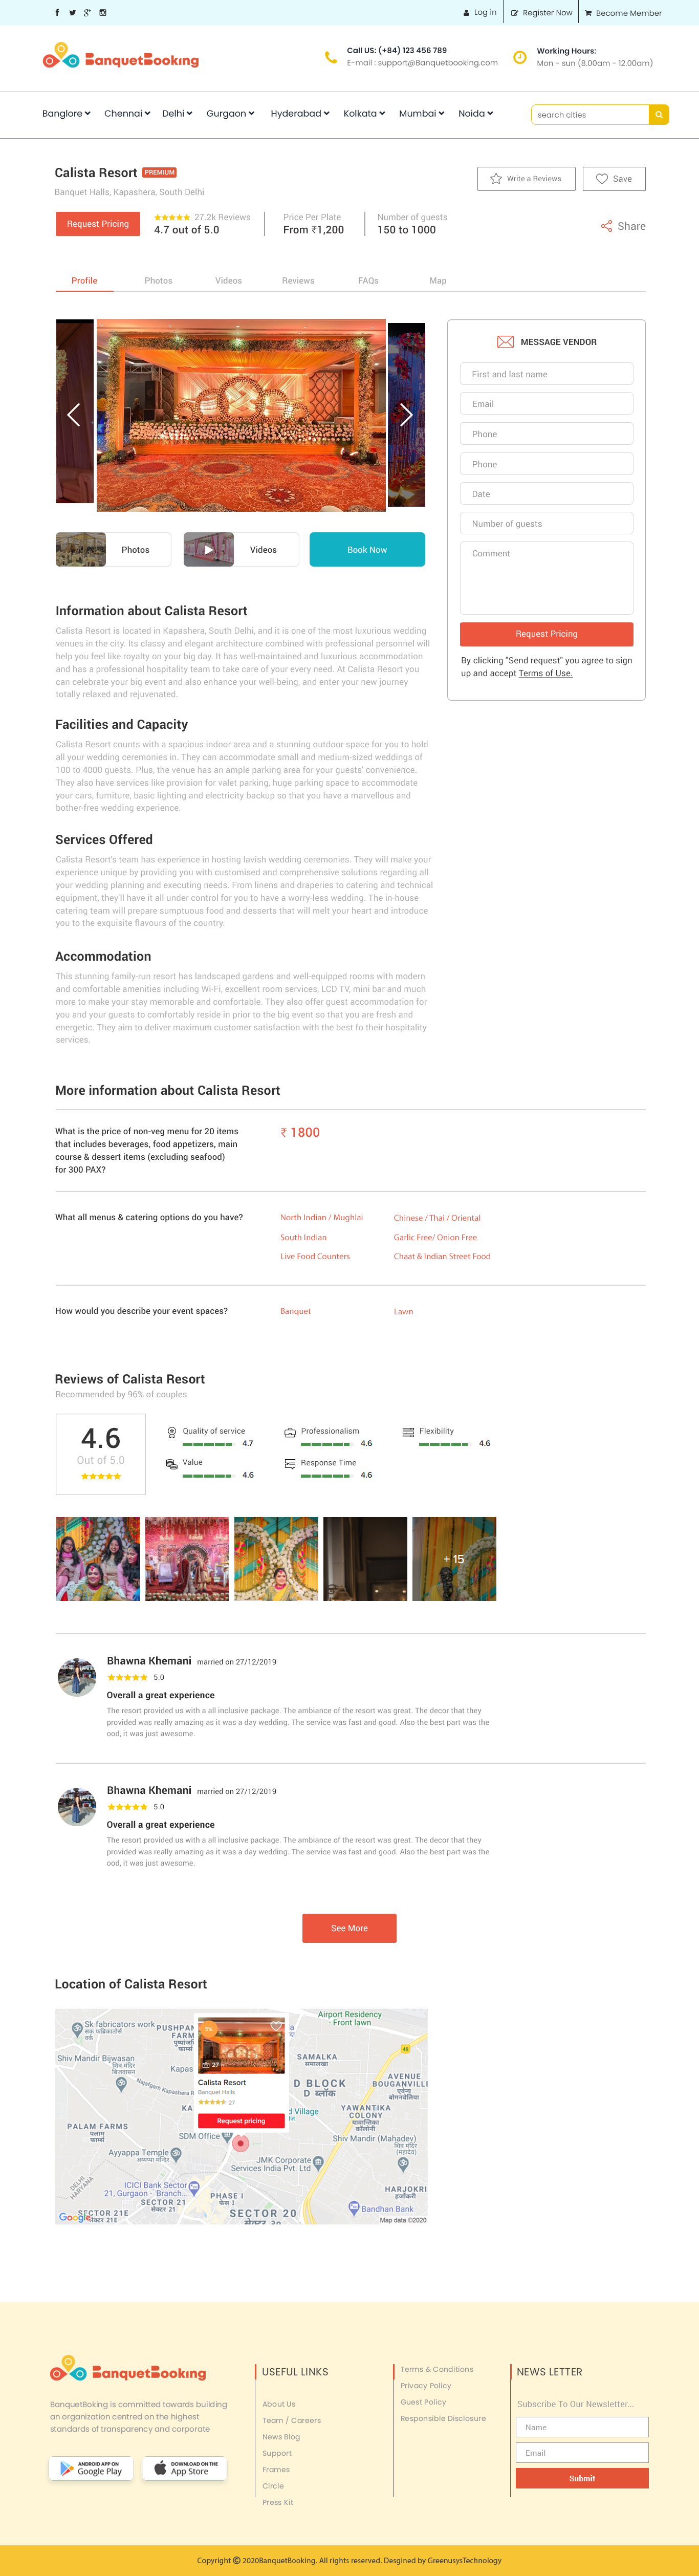 Log in
Register Now
Become Member
BanquetBooking
Call US: (+84) 123 456 789
E-mail : support@Banquetbooking.com
Working Hours:
Mon - sun (8.00am - 12.00am)
Banglore
Chennai
Delhi
Gurgaon
Hyderabad
Kolkata
Mumbai
Noida
search cities
Calista Resort PREMIUM
Banquet Halls, Kapashera, South Delhi
Write a Reviews
Save
Request Pricing
27.2k Reviews
4.7 out of 5.0
Price Per Plate
From ₹1,200
Number of guests
150 to 1000
Share
Profile
Photos
Videos
Reviews
FAQs
Map
MESSAGE VENDOR
First and last name
Email
Phone
Phone
Date
Number of guests
Comment
Request Pricing
By clicking "Send request" you agree to sign
up and accept Terms of Use.
Photos
Videos
Book Now
Information about Calista Resort
Calista Resort is located in Kapashera, South Delhi, and it is one of the most luxurious wedding
venues in the city. Its classy and elegant architecture combined with professional personnel will
help you feel like royalty on your big day. It has well-maintained and luxurious accommodation
and has a professional hospitality team to take care of your every need. At Calista Resort you
can celebrate your big event and also enhance your well-being, and enter your new journey
totally relaxed and rejuvenated.
Facilities and Capacity
Calista Resort counts with a spacious indoor area and a stunning outdoor space for you to hold
all your wedding ceremonies in. They can accommodate small and medium-sized weddings of
100 to 4000 guests. Plus, the venue has an ample parking area for your guests' convenience.
They also have services like provision for valet parking, huge parking space to accommodate
your cars, furniture, basic lighting and electricity backup so that you have a marvellous and
bother-free wedding experience.
Services Offered
Calista Resort's team has experience in hosting lavish wedding ceremonies. They will make your
experience unique by providing you with customised and comprehensive solutions regarding all
your wedding planning and executing needs. From linens and draperies to catering and technical
equipment, they'll have it all under control for you to have a worry-less wedding. The in-house
catering team will prepare sumptuous food and desserts that will melt your heart and introduce
you to the exquisite flavours of the country.
Accommodation
This stunning family-run resort has landscaped gardens and well-equipped rooms with modern
and comfortable amenities including Wi-Fi, excellent room services, LCD TV, mini bar and much
more to make your stay memorable and comfortable. They also offer guest accommodation for
you and your guests to comfortably reside in prior to the big event so that you are fresh and
energetic. They aim to deliver maximum customer satisfaction with the best fo their hospitality
services.
More information about Calista Resort
What is the price of non-veg menu for 20 items
that includes beverages, food appetizers, main
course & dessert items (excluding seafood)
for 300 PAX?
₹ 1800
What all menus & catering options do you have?
North Indian / Mughlai
Chinese / Thai / Oriental
South Indian
Garlic Free/ Onion Free
Live Food Counters
Chaat & Indian Street Food
How would you describe your event spaces?
Banquet
Lawn
Reviews of Calista Resort
Recommended by 96% of couples
4.6
Out of 5.0
Quality of service
4.7
Professionalism
4.6
Flexibility
4.6
Value
4.6
Response Time
4.6
+ 15
Bhawna Khemani married on 27/12/2019
5.0
Overall a great experience
The resort provided us with a all inclusive package. The ambiance of the resort was great. The decor that they
provided was really amazing as it was a day wedding. The service was fast and good. Also the best part was the
ood, it was just awesome.
Bhawna Khemani married on 27/12/2019
5.0
Overall a great experience
The resort provided us with a all inclusive package. The ambiance of the resort was great. The decor that they
provided was really amazing as it was a day wedding. The service was fast and good. Also the best part was the
ood, it was just awesome.
See More
Location of Calista Resort
Airport Residency
- Front lawn
Sk fabricators work
PUSHPAN
FARM
Shiv Mandir Bijwasan
शिव मंदिर
बिजवासन
Kapas
27
SAMALKA
समालखा
D BLOCK
डी ब्लॉक
AVENUE
BOUGANVILL
Calista Resort
Banquet Halls
27
Request pricing
d Village
YAWANTIKA
COLONY
PALAM FARMS
पालम
फार्म्स
SDM Office
Shiv Mandir (Mahadev)
शिव मंदिर
(महादेव)
Ayyappa Temple
JMK Corporate
Services India Pvt. Ltd
DELHI
HARYANA
ICICI Bank Sector
21, Gurgaon - Branch...
SECTOR 21
सेक्टर 21
PHASE I
फेज I
HARJOKRI
हरजोकरी
Bandhan Bank
SECTOR 21E
सेक्टर 21E
SECTOR 20
सेक्टर 20
Google
Map data ©2020
BanquetBooking
BanquetBoking is committed towards building
an organization centred on the highest
standards of transparency and corporate
ANDROID APP ON
Google Play
DOWNLOAD ON THE
App Store
USEFUL LINKS
About Us
Team / Careers
News Blog
Support
Frames
Circle
Press Kit
Terms & Conditions
Privacy Policy
Guest Policy
Responsible Disclosure
NEWS LETTER
Subscribe To Our Newsletter...
Name
Email
Submit
Copyright © 2020BanquetBooking. All rights reserved. Desgined by GreenusysTechnology